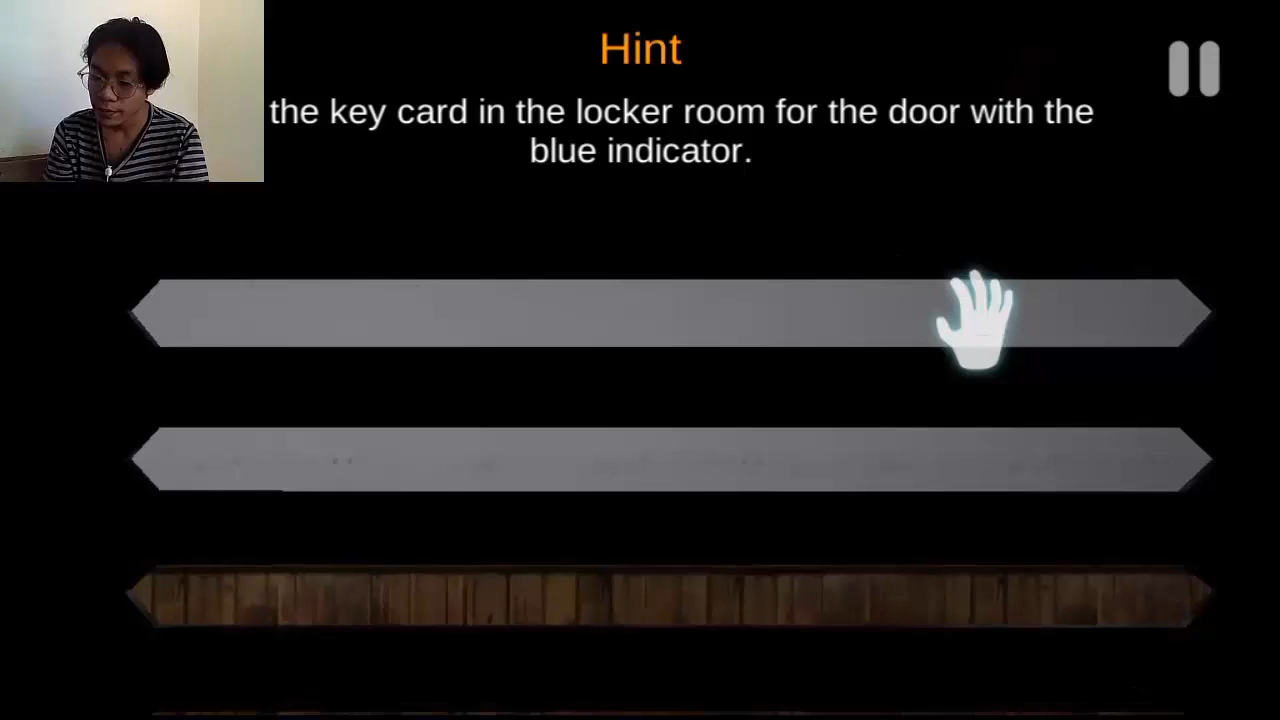 Hint
the key card in the locker room for the door with the
blue indicator.